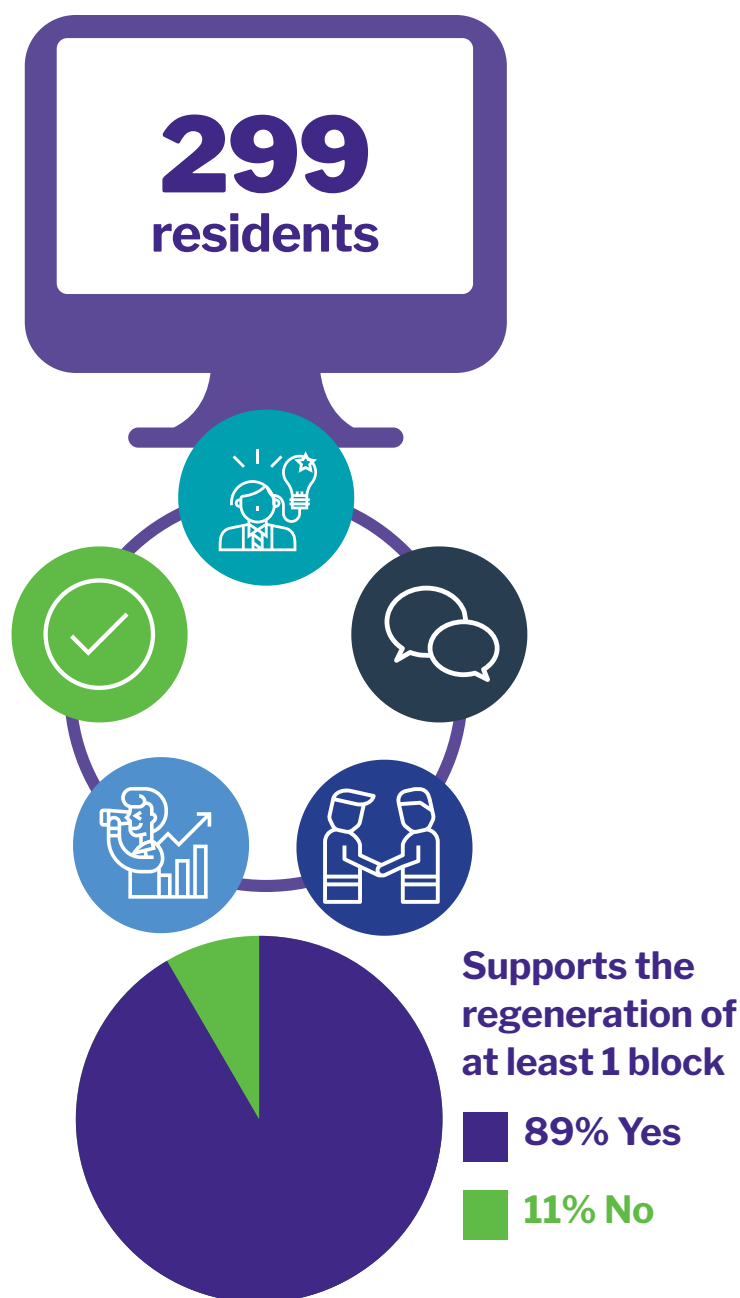 299
residents
Supports the
regeneration of
at least 1 block
89% Yes
11% No